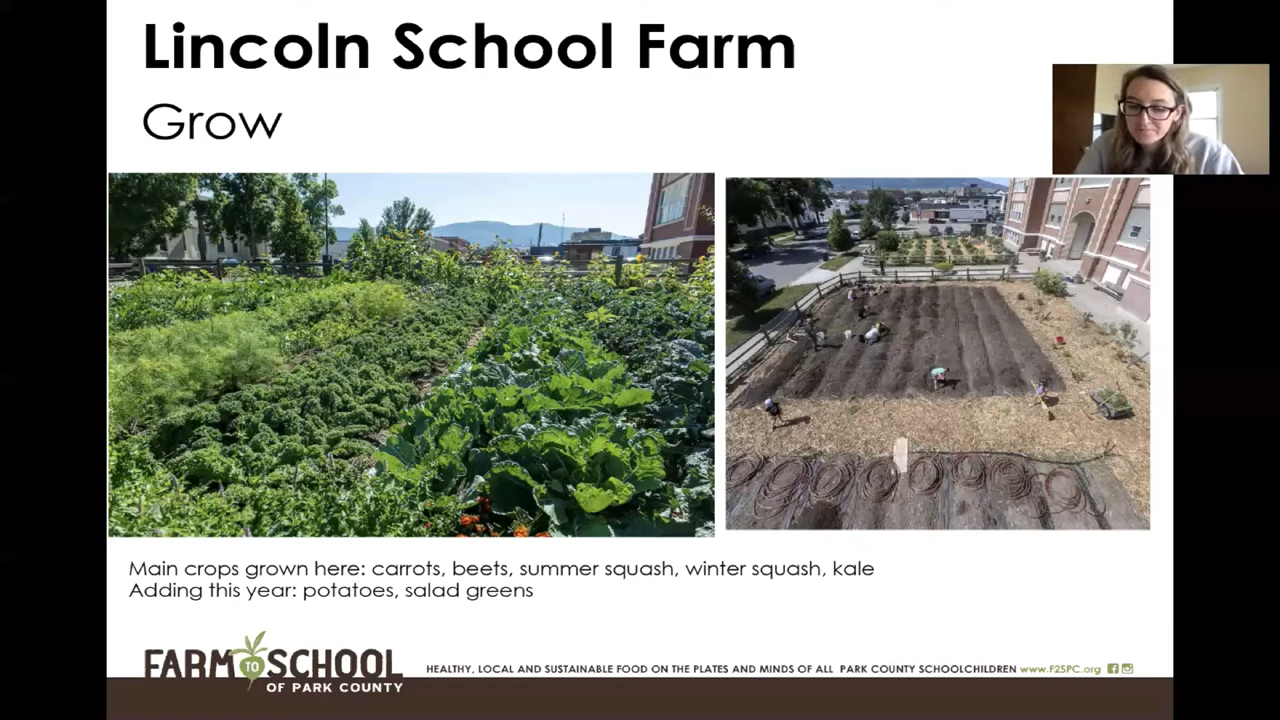 Lincoln School Farm
Grow
Main crops grown here: carrots, beets, summer squash, winter squash, kale
Adding this year: potatoes, salad greens
FARM TO SCHOOL
OF PARK COUNTY
HEALTHY, LOCAL AND SUSTAINABLE FOOD ON THE PLATES AND MINDS OF ALL PARK COUNTY SCHOOLCHILDREN www.F2SPC.org